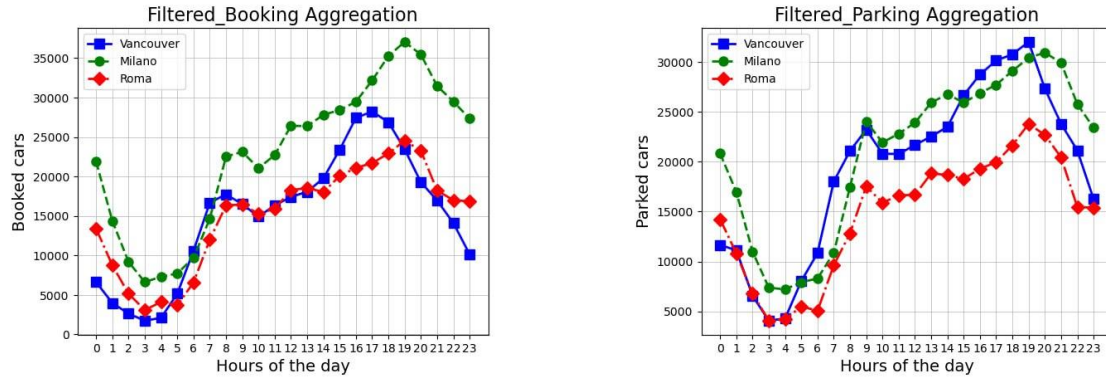 Filtered_Booking Aggregation
Vancouver
Milano
Roma
35000
30000
25000
20000
15000
10000
5000
0
Booked cars
0 1 2 3 4 5 6 7 8 9 10 11 12 13 14 15 16 17 18 19 20 21 22 23
Hours of the day
Filtered_Parking Aggregation
Vancouver
Milano
Roma
30000
25000
20000
15000
10000
5000
Parked cars
0 1 2 3 4 5 6 7 8 9 10 11 12 13 14 15 16 17 18 19 20 21 22 23
Hours of the day